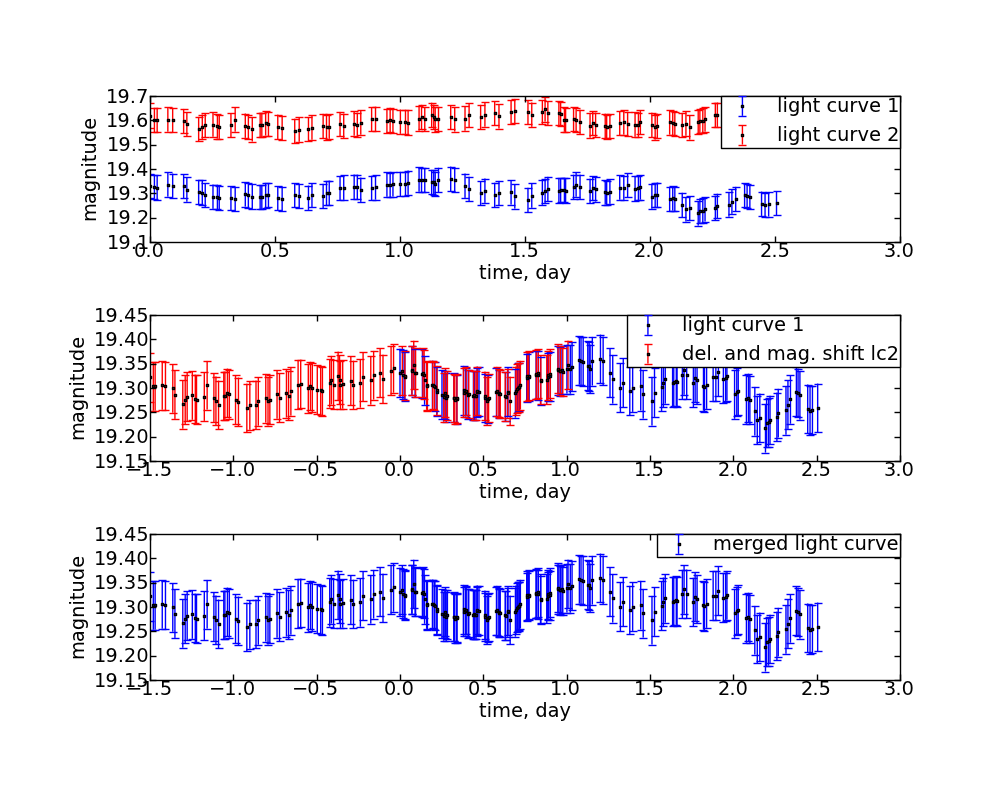 19.7
19.6
19.5
19.4
19.3
19.2
19.1
magnitude
light curve 1
light curve 2
0.0 0.5 1.0 1.5 2.0 2.5 3.0
time, day
19.45
19.40
19.35
19.30
19.25
19.20
19.15
magnitude
light curve 1
del. and mag. shift lc2
−1.5 −1.0 −0.5 0.0 0.5 1.0 1.5 2.0 2.5 3.0
time, day
19.45
19.40
19.35
19.30
19.25
19.20
19.15
magnitude
merged light curve
−1.5 −1.0 −0.5 0.0 0.5 1.0 1.5 2.0 2.5 3.0
time, day